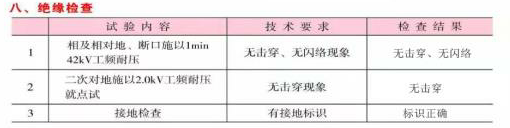 八、绝缘检查
试验内容 技术要求 检查结果
1 相及相对地、断口施以1min
42kV工频耐压 无击穿、无闪络现象 无击穿、无闪络
2 二次对地施以2.0kV工频耐压
就点试 无击穿现象 无击穿
3 接地检查 有接地标识 标识正确